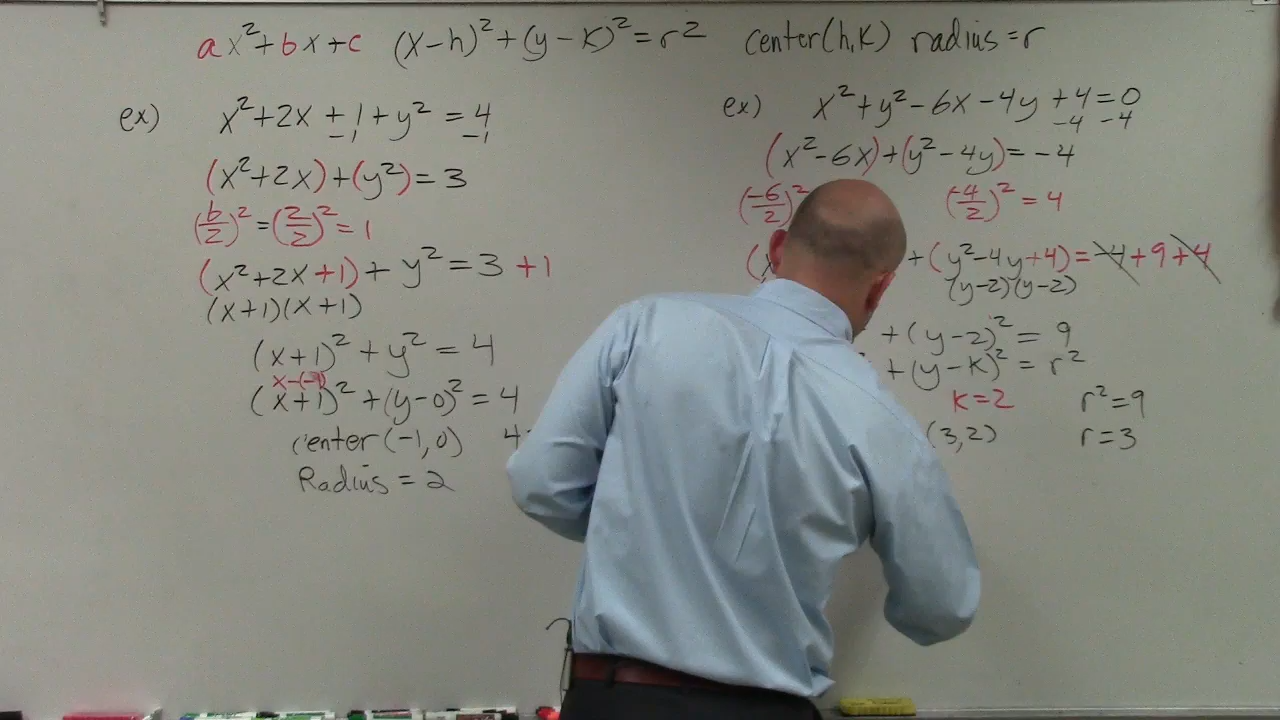 ax²+bx+c (x-h)²+(y-k)²=r² center(h,k) radius=r
ex) x²+2x+1+y²=4
-1 -1
(x²+2x)+(y²)=3
(b/2)²=(2/2)²=1
(x²+2x+1)+y²=3+1
(x+1)(x+1)
(x+1)²+y²=4
x-(-1)
(x+1)²+(y-0)²=4
center(-1,0) 4
Radius=2
ex) x²+y²-6x-4y+4=0
-4 -4
(x²-6x)+(y²-4y)=-4
(-6/2)² (-4/2)²=4
(x +(y²-4y+4)=-4+9+4
(y-2)(y-2)
+(y-2)²=9
² +(y-k)²=r²
k=2 r²=9
(3,2) r=3